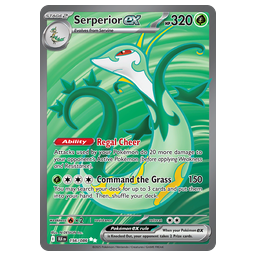 STAGE 2
Serperior ex
HP 320
Evolves from Servine
Ability Regal Cheer
Attacks used by your Pokémon do 20 more damage to
your opponent's Active Pokémon (before applying Weakness
and Resistance).
Command the Grass 150
You may search your deck for up to 3 cards and put them
into your hand. Then, shuffle your deck.
Pokémon ex rule
When your Pokémon ex is Knocked Out, your opponent takes 2 Prize cards.